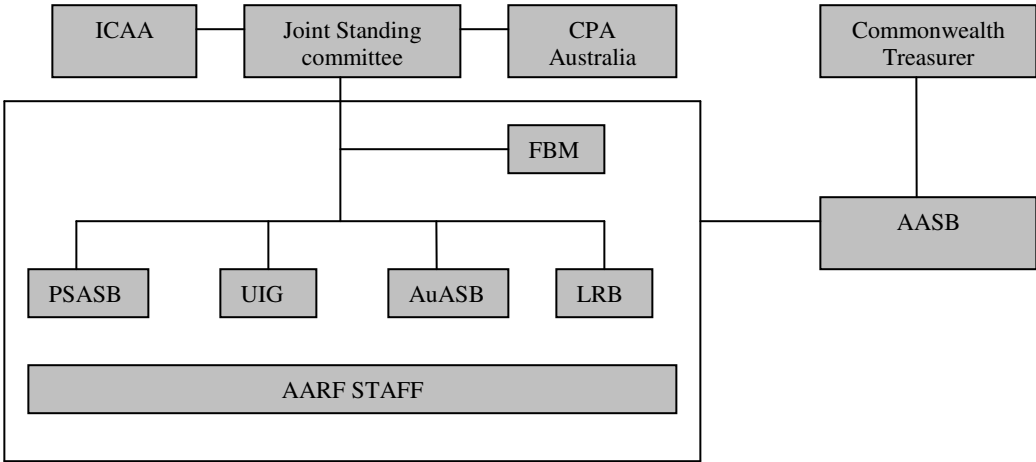 ICAA
Joint Standing
committee
CPA
Australia
Commonwealth
Treasurer
FBM
AASB
PSASB
UIG
AuASB
LRB
AARF STAFF